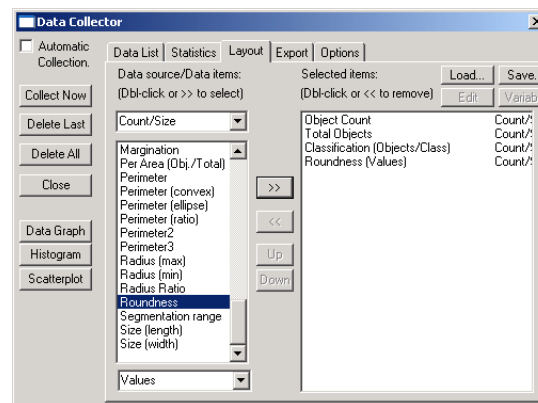 Data Collector
Automatic
Collection.
Collect Now
Delete Last
Delete All
Close
Data Graph
Histogram
Scatterplot
Data List
Statistics
Layout
Export
Options
Data source/Data items:
(Dbl-click or >> to select)
Count/Size
Margination
Per Area (Obj./Total)
Perimeter
Perimeter (convex)
Perimeter (ellipse)
Perimeter (ratio)
Perimeter2
Perimeter3
Radius (max)
Radius (min)
Radius Ratio
Roundness
Segmentation range
Size (length)
Size (width)
Values
>>
<<
Up
Down
Selected items:
(Dbl-click or << to remove)
Load...
Save.
Edit
Variab
Object Count Count/S
Total Objects Count/S
Classification (Objects/Class) Count/S
Roundness (Values) Count/S